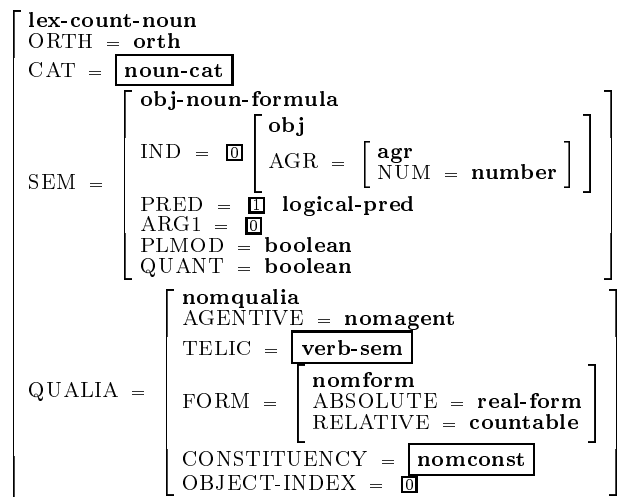 lex-count-noun
ORTH = orth
CAT = noun-cat
SEM =
obj-noun-formula
IND = 0
obj
AGR =
agr
NUM = number
PRED = 1 logical-pred
ARG1 = 0
PLMOD = boolean
QUANT = boolean
QUALIA =
nomqualia
AGENTIVE = nomagent
TELIC = verb-sem
FORM =
nomform
ABSOLUTE = real-form
RELATIVE = countable
CONSTITUENCY = nomconst
OBJECT-INDEX = 0